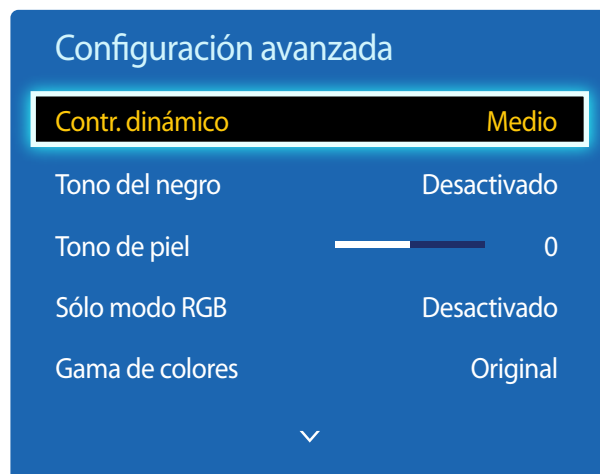 Configuración avanzada
Contr. dinámico Medio
Tono del negro Desactivado
Tono de piel 0
Sólo modo RGB Desactivado
Gama de colores Original